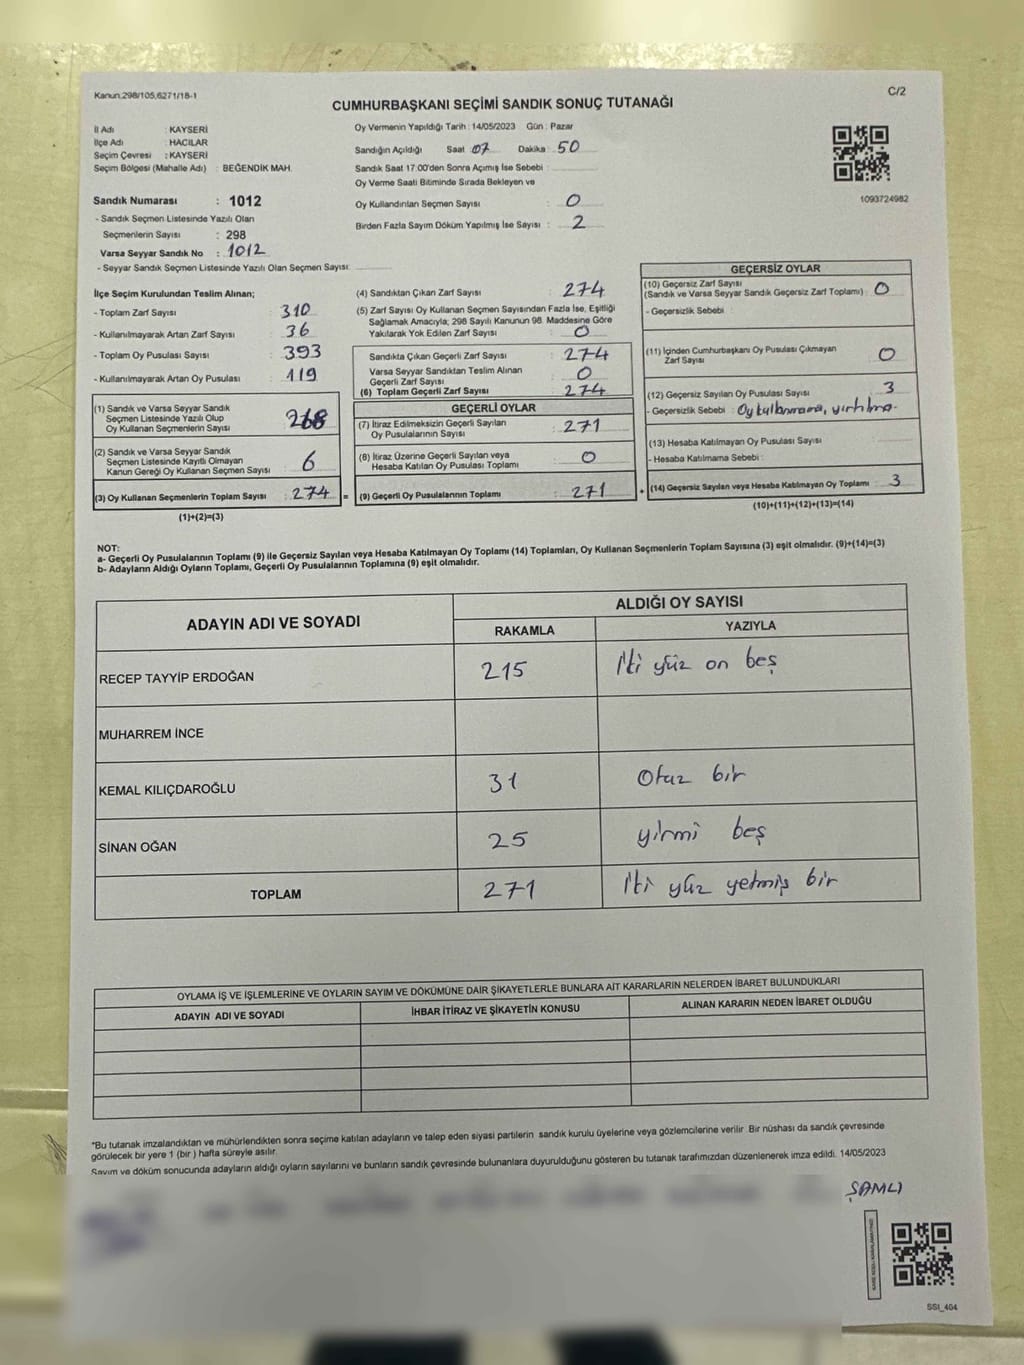 Kanun.298/105,6271/18-1
C/2
CUMHURBAŞKANI SEÇİMİ SANDIK SONUÇ TUTANAĞI
İl Adı : KAYSERİ
İlçe Adı : HACILAR
Seçim Çevresi : KAYSERİ
Seçim Bölgesi (Mahalle Adı) : BEĞENDİK MAH.
Sandık Numarası : 1012
- Sandık Seçmen Listesinde Yazılı Olan
Seçmenlerin Sayısı : 298
Varsa Seyyar Sandık No : 1012
- Seyyar Sandık Seçmen Listesinde Yazılı Olan Seçmen Sayısı:
Oy Vermenin Yapıldığı Tarih : 14/05/2023 Gün : Pazar
Sandığın Açıldığı Saat 07 Dakika : 50
Sandık Saat 17:00'den Sonra Açımış İse Sebebi :
Oy Verme Saati Bitiminde Sırada Bekleyen ve
Oy Kullandırılan Seçmen Sayısı : 0
Birden Fazla Sayım Döküm Yapılmış İse Sayısı : 2
1093724982
İlçe Seçim Kurulundan Teslim Alınan;
- Toplam Zarf Sayısı : 310
- Kullanılmayarak Artan Zarf Sayısı : 36
- Toplam Oy Pusulası Sayısı : 393
- Kullanılmayarak Artan Oy Pusulası : 119
(1) Sandık ve Varsa Seyyar Sandık
Seçmen Listesinde Yazılı Olup
Oy Kullanan Seçmenlerin Sayısı : 268
(2) Sandık ve Varsa Seyyar Sandık
Seçmen Listesinde Kayıtlı Olmayan
Kanun Gereği Oy Kullanan Seçmen Sayısı : 6
(3) Oy Kullanan Seçmenlerin Toplam Sayısı : 274 =
(1)+(2)=(3)
(4) Sandıktan Çıkan Zarf Sayısı : 274
(5) Zarf Sayısı Oy Kullanan Seçmen Sayısından Fazla İse, Eşitliği
Sağlamak Amacıyla; 298 Sayılı Kanunun 98. Maddesine Göre
Yakılarak Yok Edilen Zarf Sayısı : 0
Sandıkta Çıkan Geçerli Zarf Sayısı : 274
Varsa Seyyar Sandıktan Teslim Alınan
Geçerli Zarf Sayısı : 0
(6) Toplam Geçerli Zarf Sayısı : 274
GEÇERLİ OYLAR
(7) İtiraz Edilmeksizin Geçerli Sayılan
Oy Pusulalarının Sayısı : 271
(8) İtiraz Üzerine Geçerli Sayılan veya
Hesaba Katılan Oy Pusulası Toplamı : 0
(9) Geçerli Oy Pusulalarının Toplamı : 271 +
GEÇERSİZ OYLAR
(10) Geçersiz Zarf Sayısı
(Sandık ve Varsa Seyyar Sandık Geçersiz Zarf Toplamı) : 0
- Geçersizlik Sebebi :
(11) İçinden Cumhurbaşkanı Oy Pusulası Çıkmayan
Zarf Sayısı : 0
(12) Geçersiz Sayılan Oy Pusulası Sayısı : 3
- Geçersizlik Sebebi : Oy kullanmama, yırtılma.
(13) Hesaba Katılmayan Oy Pusulası Sayısı :
- Hesaba Katılmama Sebebi :
(14) Geçersiz Sayılan veya Hesaba Katılmayan Oy Toplamı : 3
(10)+(11)+(12)+(13)=(14)
NOT:
a- Geçerli Oy Pusulalarının Toplamı (9) ile Geçersiz Sayılan veya Hesaba Katılmayan Oy Toplamı (14) Toplamları, Oy Kullanan Seçmenlerin Toplam Sayısına (3) eşit olmalıdır. (9)+(14)=(3)
b- Adayların Aldığı Oyların Toplamı, Geçerli Oy Pusulalarının Toplamına (9) eşit olmalıdır.
ADAYIN ADI VE SOYADI
ALDIĞI OY SAYISI
RAKAMLA YAZIYLA
RECEP TAYYİP ERDOĞAN 215 İki yüz on beş
MUHARREM İNCE
KEMAL KILIÇDAROĞLU 31 Otuz bir
SİNAN OĞAN 25 yirmi beş
TOPLAM 271 İki yüz yetmiş bir
OYLAMA İŞ VE İŞLEMLERİNE VE OYLARIN SAYIM VE DÖKÜMÜNE DAİR ŞİKAYETLERLE BUNLARA AİT KARARLARIN NELERDEN İBARET BULUNDUKLARI
ADAYIN ADI VE SOYADI İHBAR İTİRAZ VE ŞİKAYETİN KONUSU ALINAN KARARIN NEDEN İBARET OLDUĞU
*Bu tutanak imzalandıktan ve mühürlendikten sonra seçime katılan adayların ve talep eden siyasi partilerin sandık kurulu üyelerine veya gözlemcilerine verilir. Bir nüshası da sandık çevresinde
görülecek bir yere 1 (bir ) hafta süreyle asılır.
Sayım ve döküm sonucunda adayların aldığı oyların sayılarını ve bunların sandık çevresinde bulunanlara duyurulduğunu gösteren bu tutanak tarafımızdan düzenlenerek imza edildi. 14/05/2023
ŞAMLI
SSI_404